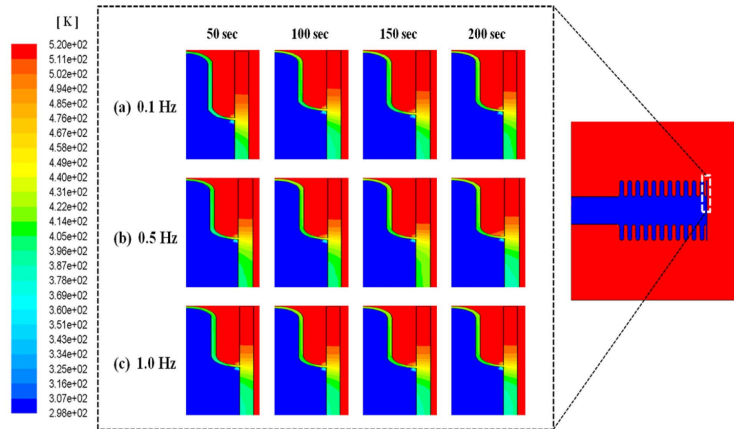 [K]
50 sec 100 sec 150 sec 200 sec
5.20e+02
5.11e+02
5.02e+02
4.94e+02
4.85e+02
4.76e+02
4.67e+02
4.58e+02
4.49e+02
4.40e+02
4.31e+02
4.22e+02
4.14e+02
4.05e+02
3.96e+02
3.87e+02
3.78e+02
3.69e+02
3.60e+02
3.51e+02
3.42e+02
3.34e+02
3.25e+02
3.16e+02
3.07e+02
2.98e+02
(a) 0.1 Hz
(b) 0.5 Hz
(c) 1.0 Hz